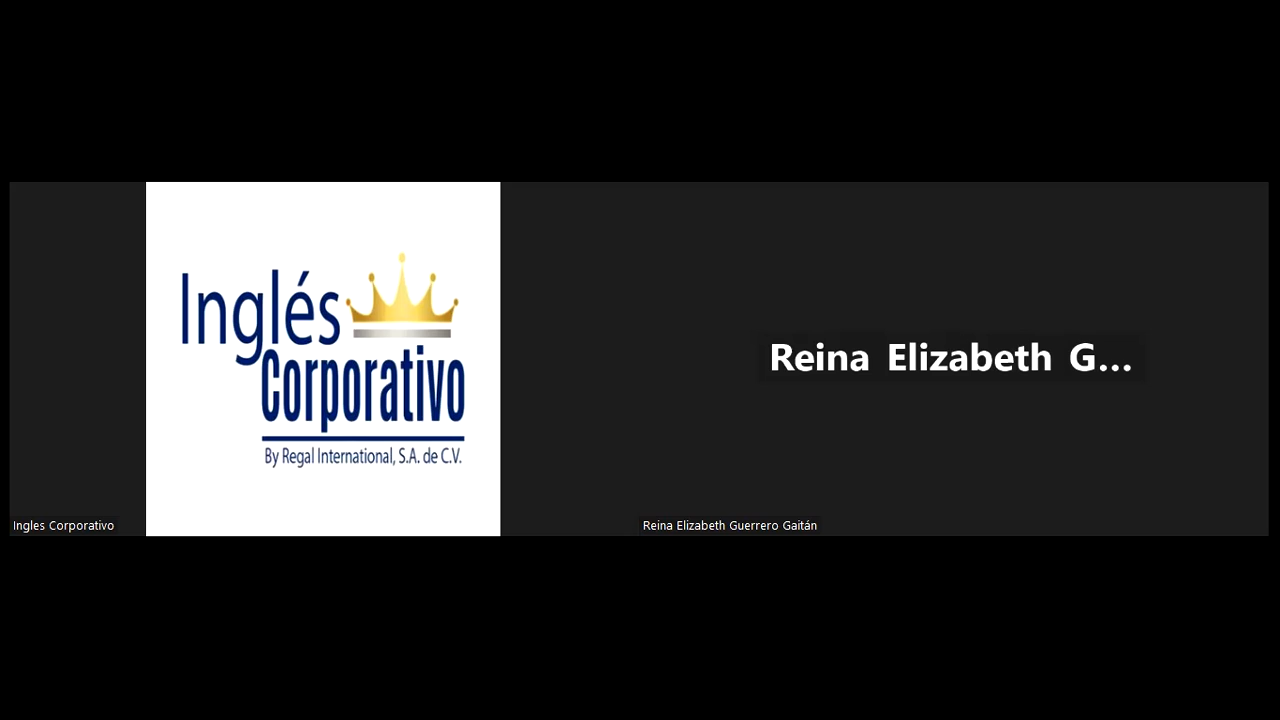 Inglés
Corporativo
By Regal International, S.A. de C.V.
Ingles Corporativo
Reina Elizabeth G...
Reina Elizabeth Guerrero Gaitán